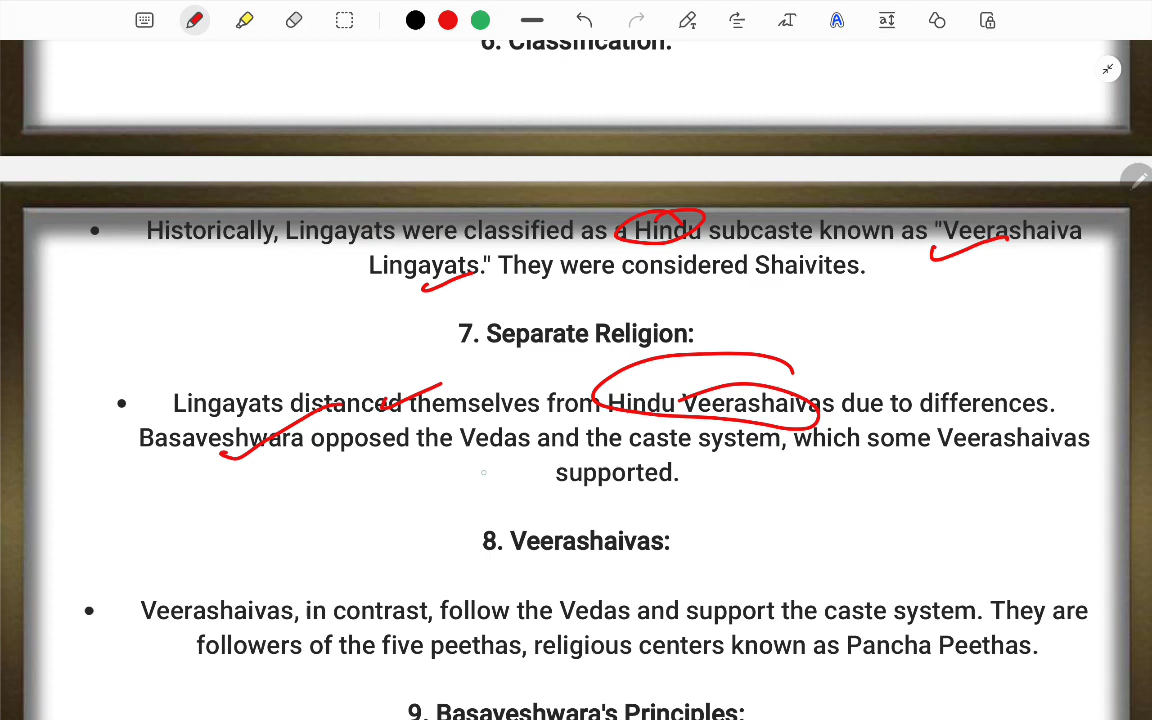 6. Classification:
• Historically, Lingayats were classified as a Hindu subcaste known as "Veerashaiva
Lingayats." They were considered Shaivites.
7. Separate Religion:
• Lingayats distanced themselves from Hindu Veerashaivas due to differences.
Basaveshwara opposed the Vedas and the caste system, which some Veerashaivas
supported.
8. Veerashaivas:
• Veerashaivas, in contrast, follow the Vedas and support the caste system. They are
followers of the five peethas, religious centers known as Pancha Peethas.
9. Basaveshwara's Principles: